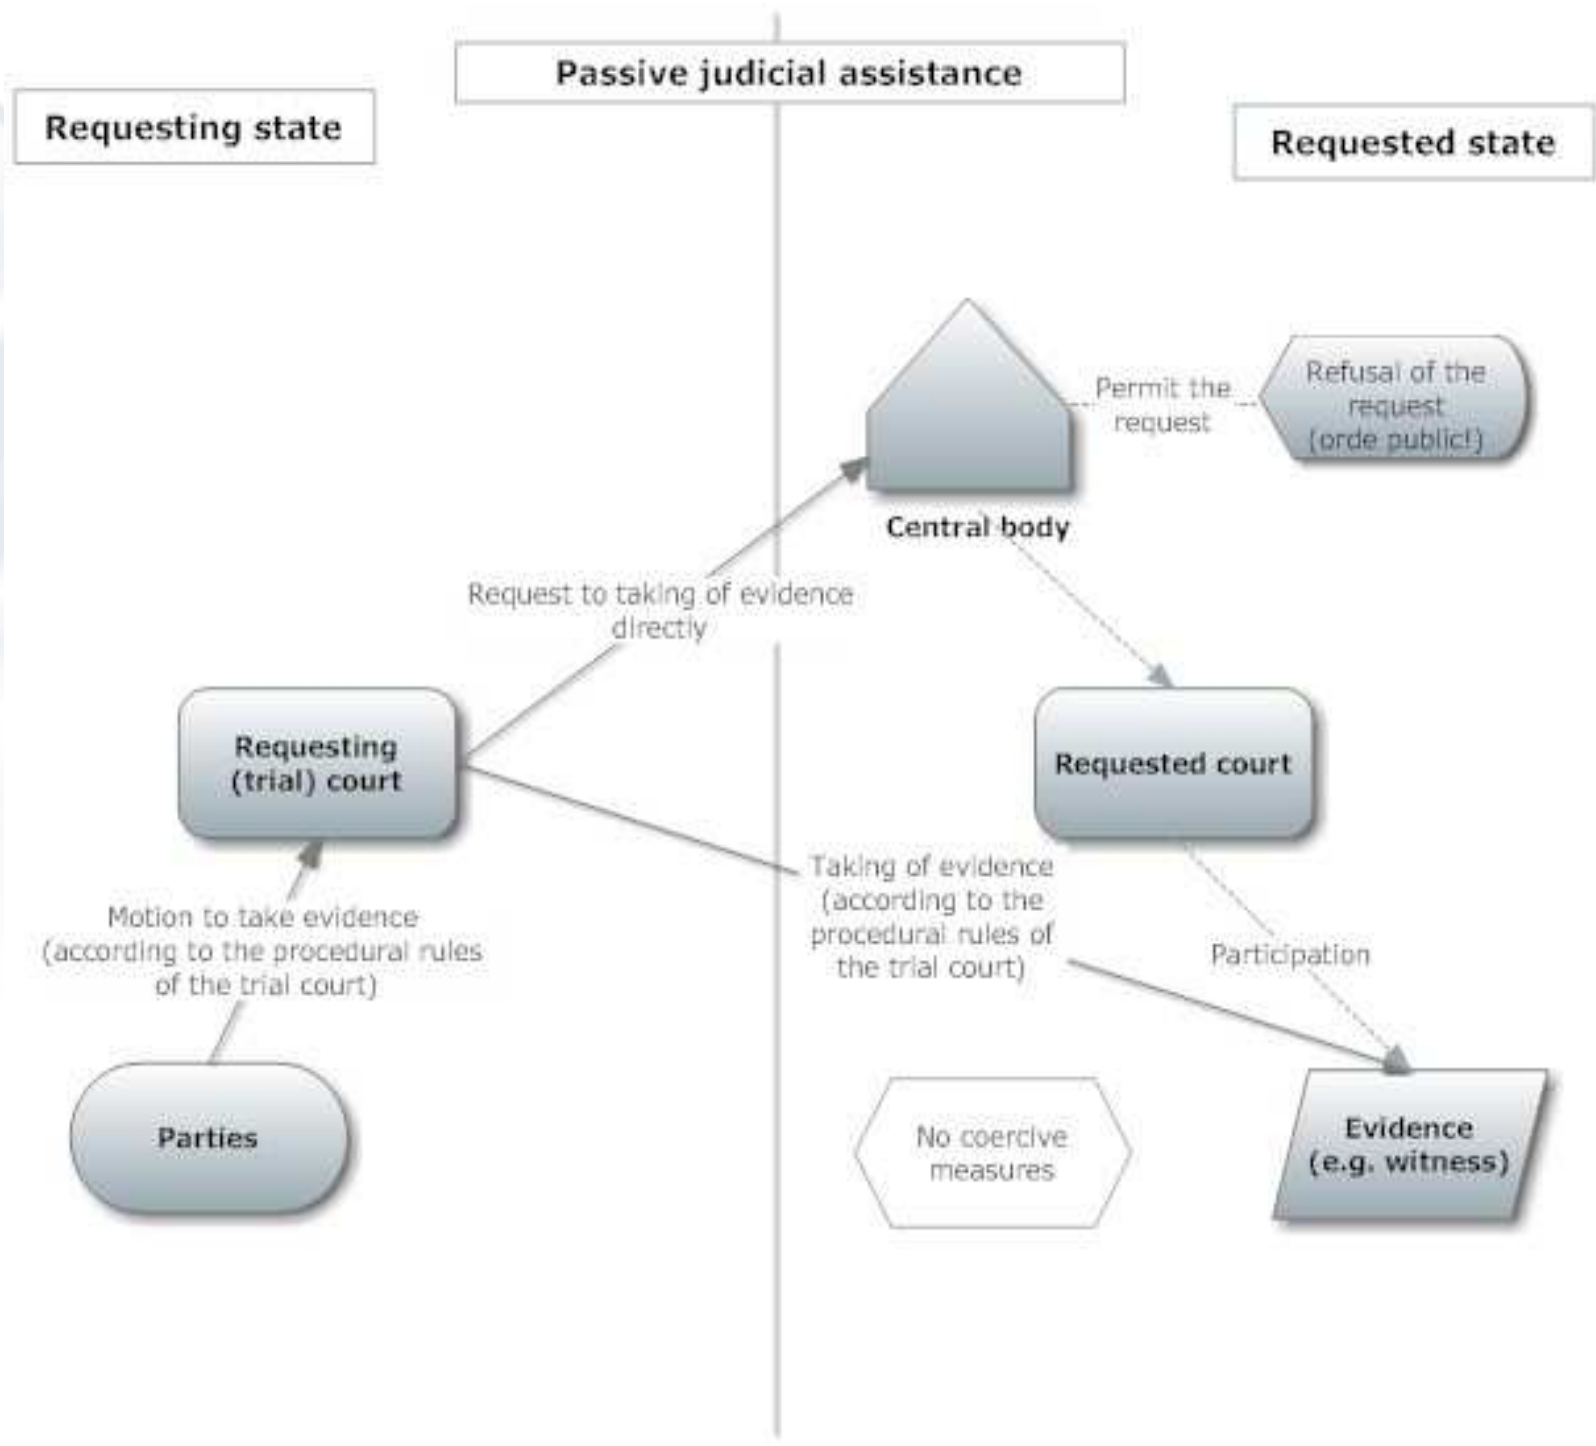 Passive judicial assistance
Requesting state
Requested state
Permit the
request
Refusal of the
request
(orde public!)
Central body
Request to taking of evidence
directly
Requesting
(trial) court
Requested court
Taking of evidence
(according to the
procedural rules of
the trial court)
Motion to take evidence
(according to the procedural rules
of the trial court)
Participation
Parties
No coercive
measures
Evidence
(e.g. witness)